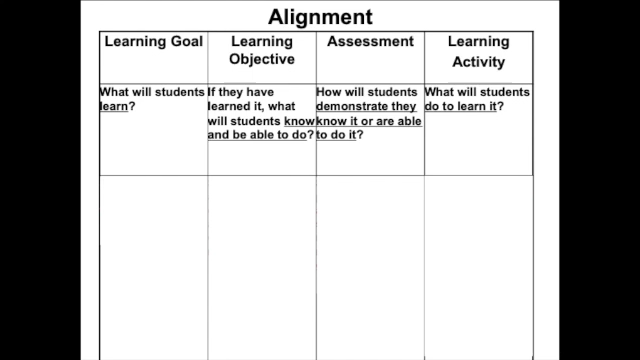 Alignment
Learning Goal
Learning
Objective
Assessment
Learning
Activity
What will students
learn?
If they have
learned it, what
will students know
and be able to do?
How will students
demonstrate they
know it or are able
to do it?
What will students
do to learn it?